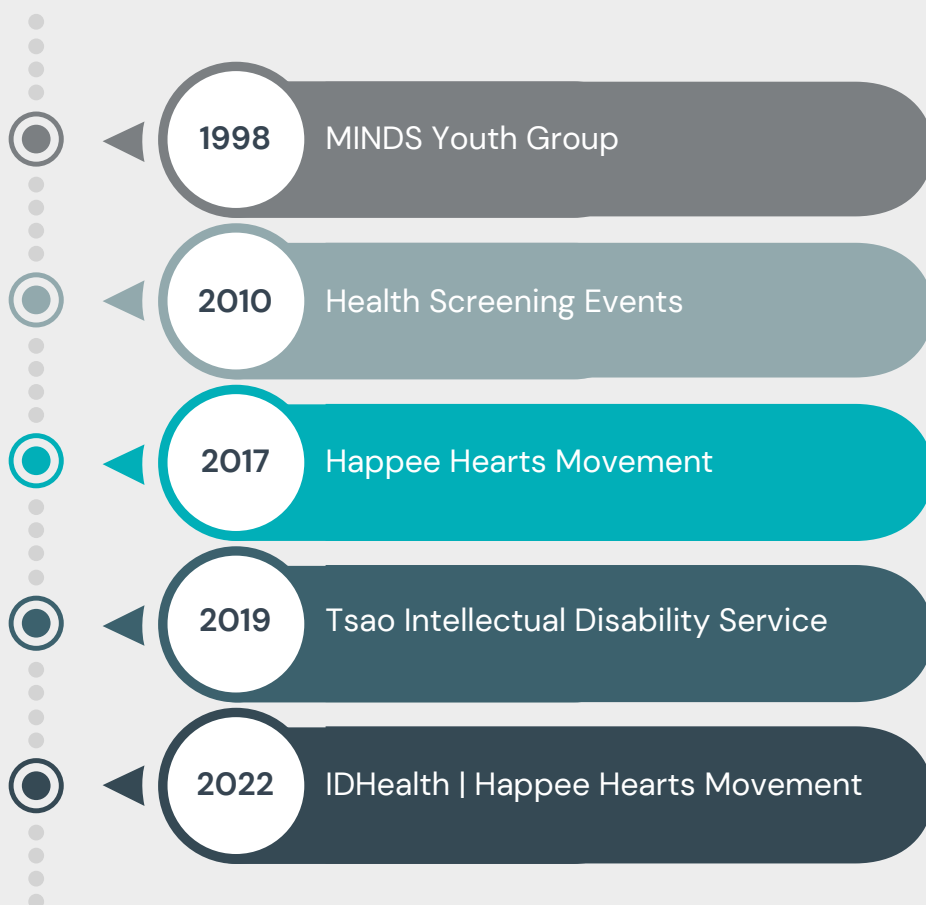 1998 MINDS Youth Group
2010 Health Screening Events
2017 Happee Hearts Movement
2019 Tsao Intellectual Disability Service
2022 IDHealth | Happee Hearts Movement